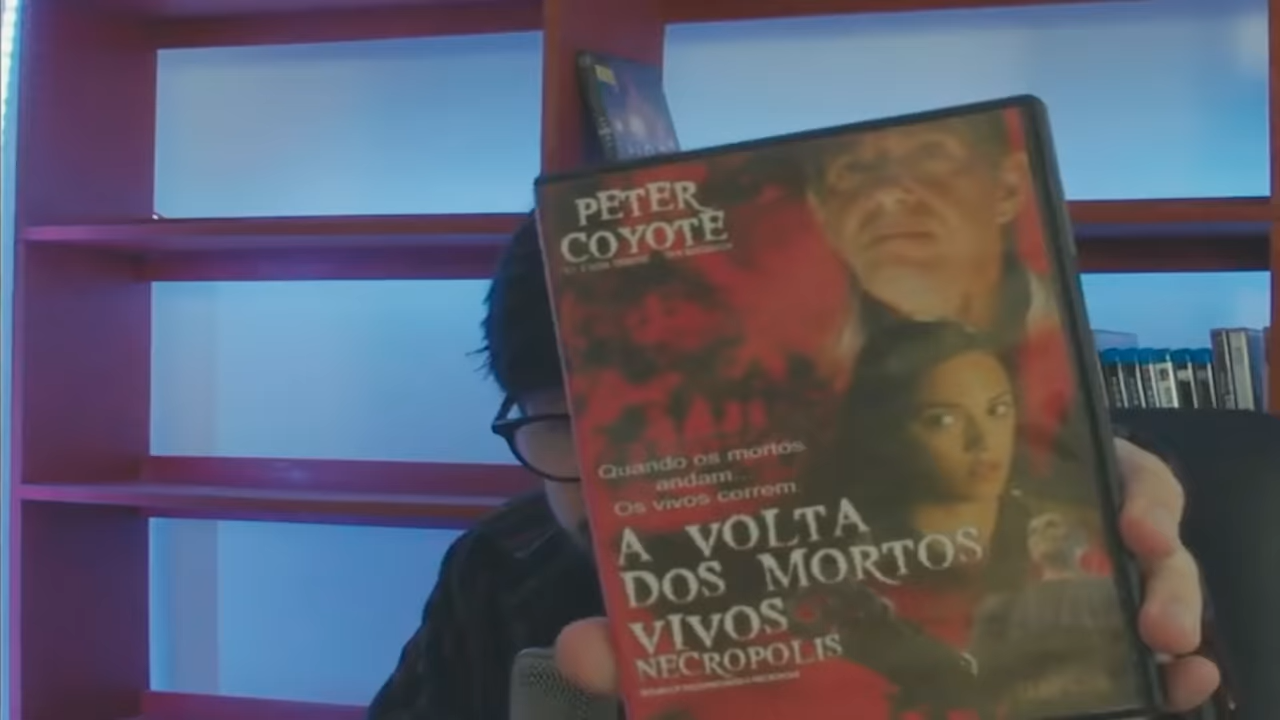 PETER
COYOTE
Quando os mortos
andam...
Os vivos correm.
A VOLTA
DOS MORTOS
VIVOS
NECROPOLIS